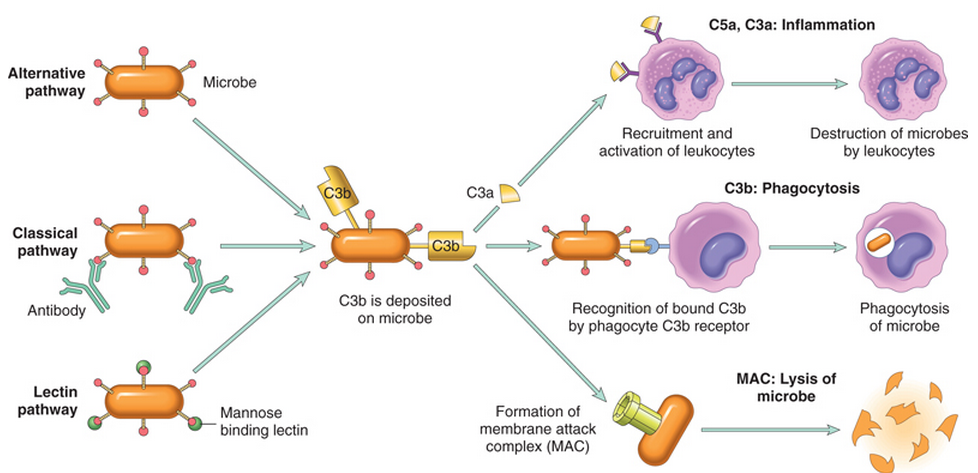 Alternative
pathway
Microbe
Classical
pathway
Antibody
Lectin
pathway
Mannose
binding lectin
C3b
C3b
C3b is deposited
on microbe
C3a
C5a, C3a: Inflammation
Recruitment and
activation of leukocytes
Destruction of microbes
by leukocytes
C3b: Phagocytosis
Recognition of bound C3b
by phagocyte C3b receptor
Phagocytosis
of microbe
MAC: Lysis of
microbe
Formation of
membrane attack
complex (MAC)